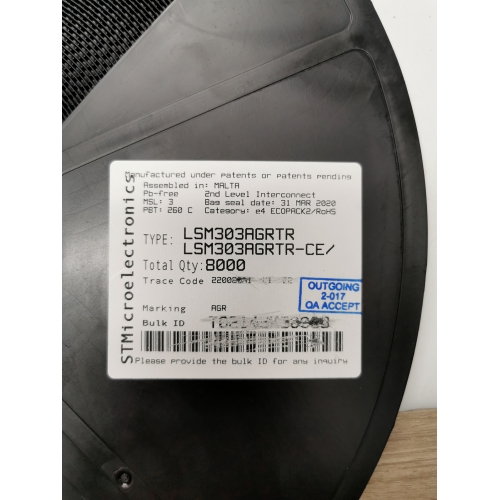 Manufactured under patents or patents pending
Assembled in: MALTA
Pb-free 2nd Level Interconnect
MSL: 3 Bag seal date: 31 MAR 2020
PBT: 260 C Category: e4 ECOPACK2/RoHS
TYPE: LSM303AGRTR
LSM303AGRTR-CE/
Total Qty: 8000
Trace Code
Marking AGR
Bulk ID
Please provide the bulk ID for any inquiry
STMicroelectronics
OUTGOING
2-017
QA ACCEPT